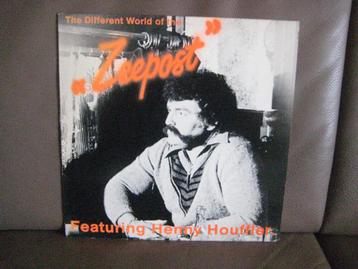 The Different World of the
„Zeepost”
Featuring Henny Houffler